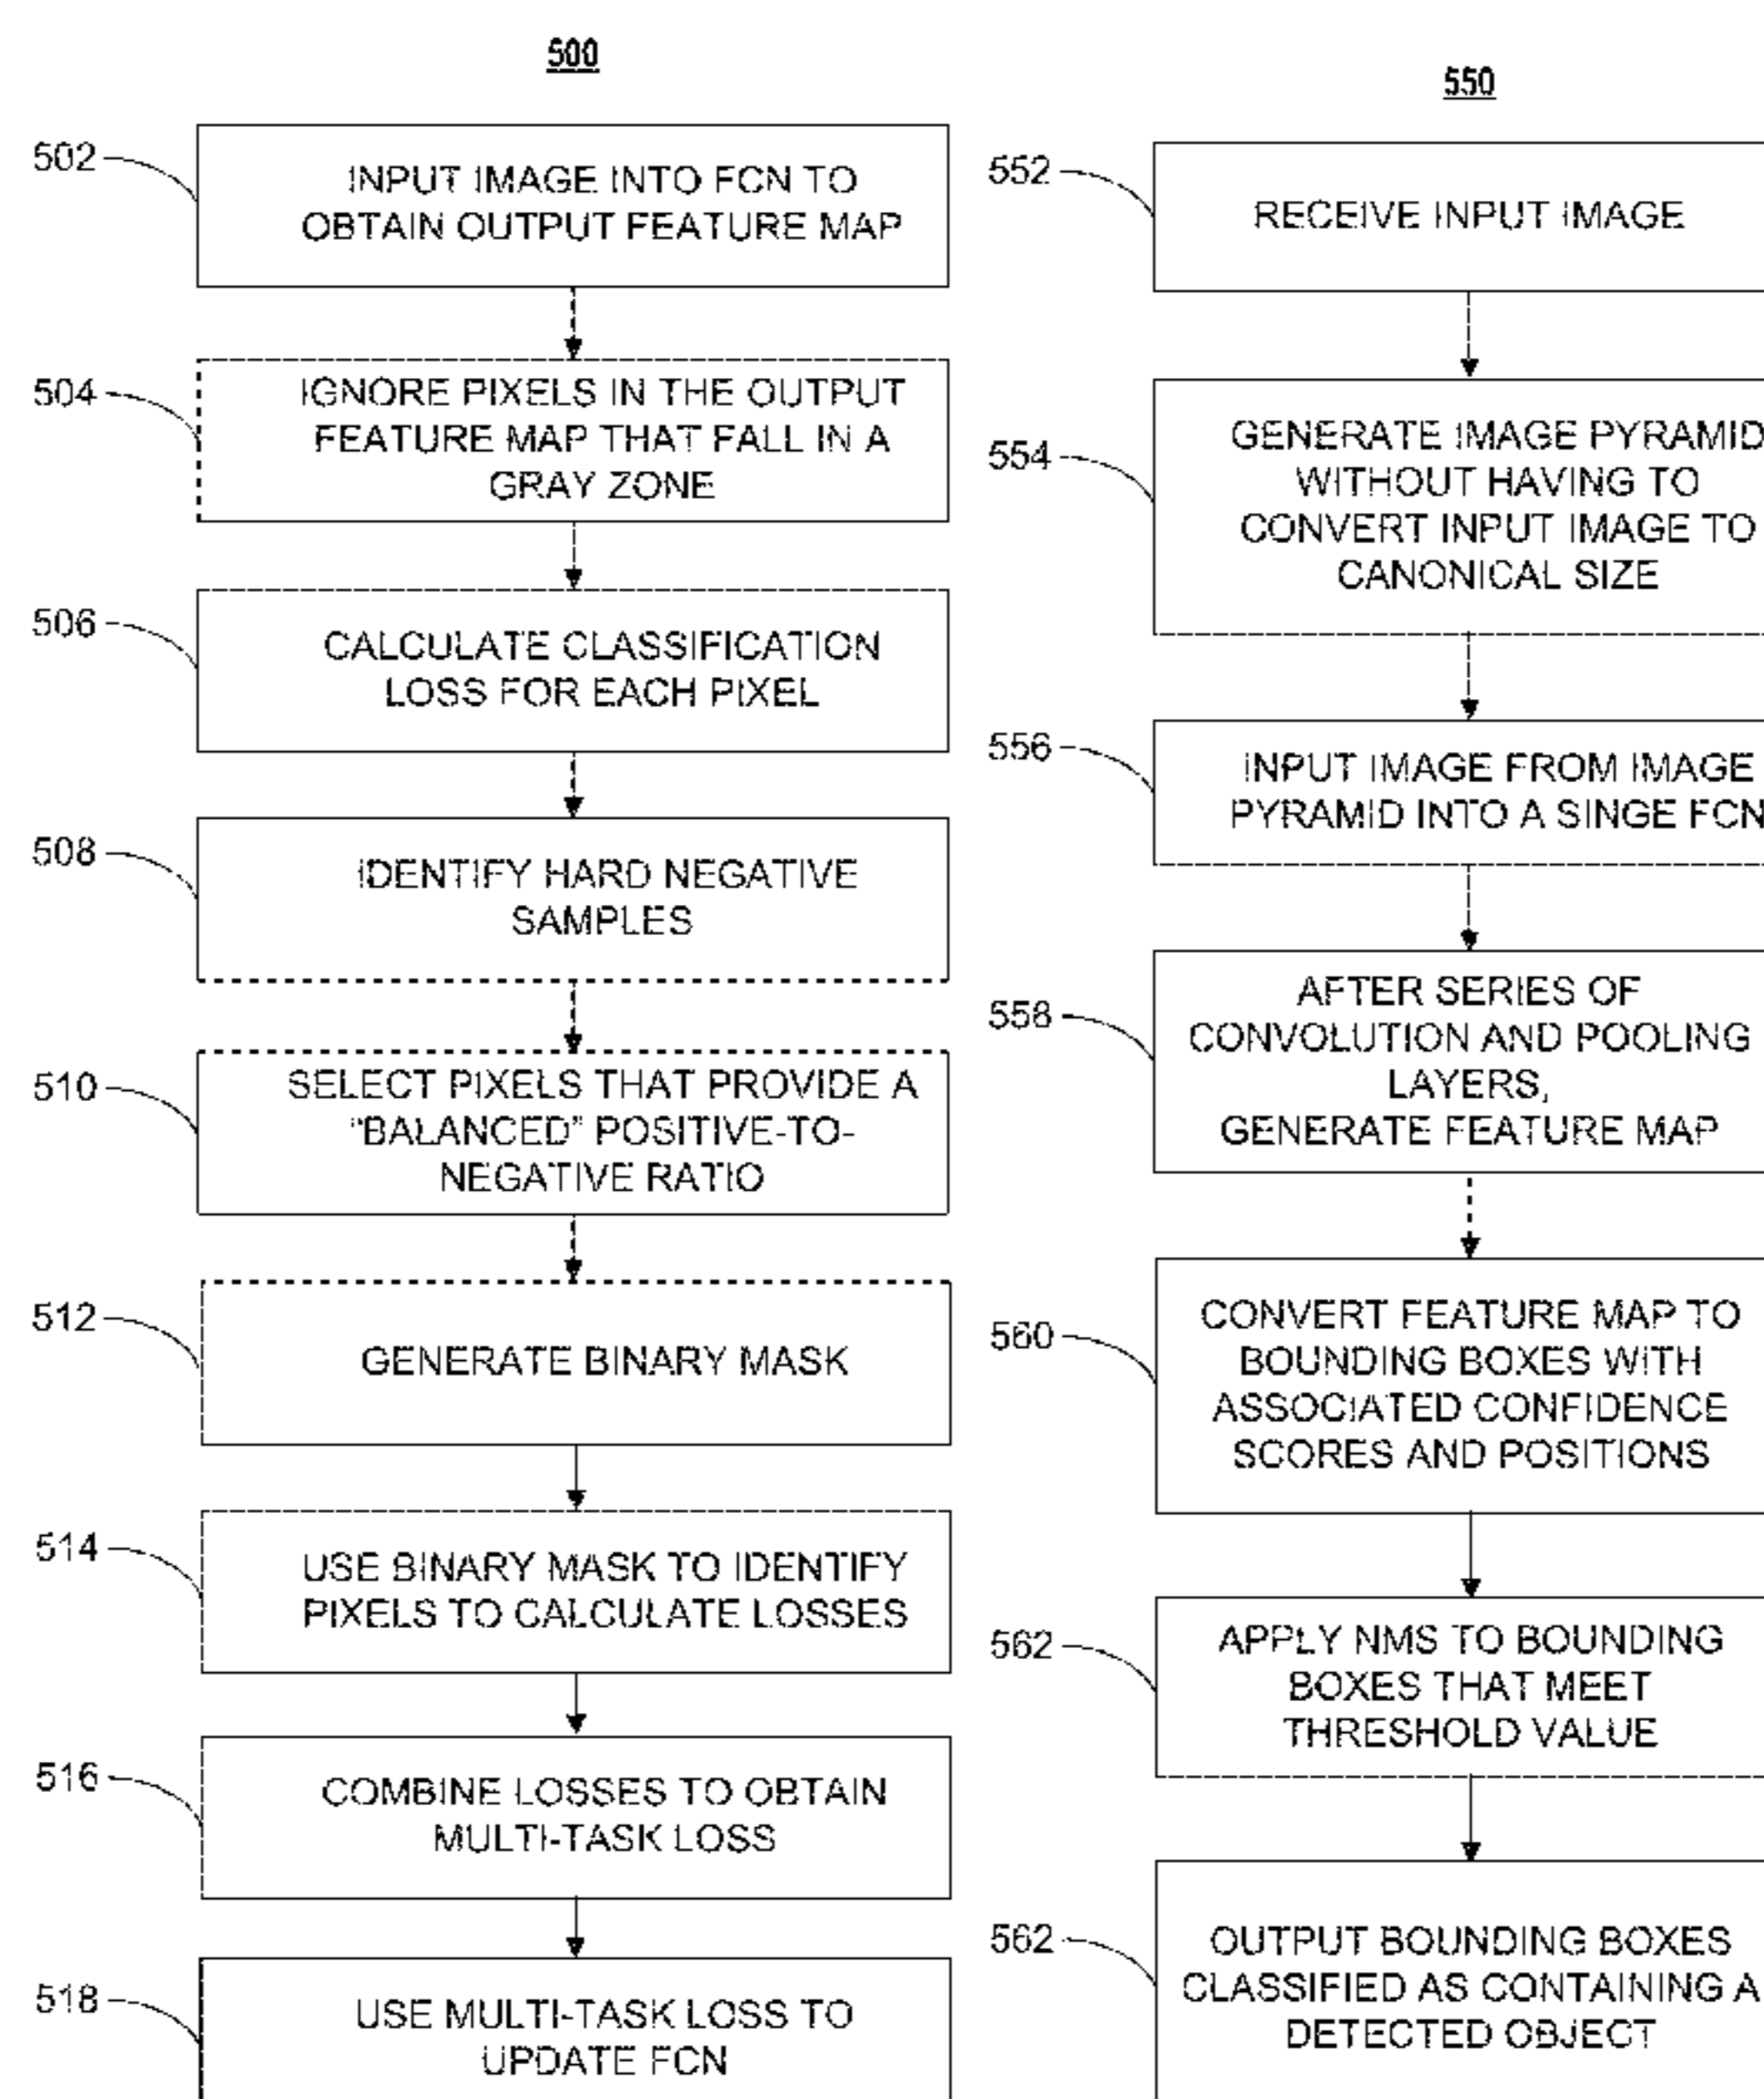 500
502
INPUT IMAGE INTO FCN TO
OBTAIN OUTPUT FEATURE MAP
504
IGNORE PIXELS IN THE OUTPUT
FEATURE MAP THAT FALL IN A
GRAY ZONE
506
CALCULATE CLASSIFICATION
LOSS FOR EACH PIXEL
508
IDENTIFY HARD NEGATIVE
SAMPLES
510
SELECT PIXELS THAT PROVIDE A
“BALANCED” POSITIVE-TO-
NEGATIVE RATIO
512
GENERATE BINARY MASK
514
USE BINARY MASK TO IDENTIFY
PIXELS TO CALCULATE LOSSES
516
COMBINE LOSSES TO OBTAIN
MULTI-TASK LOSS
518
USE MULTI-TASK LOSS TO
UPDATE FCN
550
552
RECEIVE INPUT IMAGE
554
GENERATE IMAGE PYRAMID
WITHOUT HAVING TO
CONVERT INPUT IMAGE TO
CANONICAL SIZE
556
INPUT IMAGE FROM IMAGE
PYRAMID INTO A SINGE FCN
558
AFTER SERIES OF
CONVOLUTION AND POOLING
LAYERS,
GENERATE FEATURE MAP
560
CONVERT FEATURE MAP TO
BOUNDING BOXES WITH
ASSOCIATED CONFIDENCE
SCORES AND POSITIONS
562
APPLY NMS TO BOUNDING
BOXES THAT MEET
THRESHOLD VALUE
562
OUTPUT BOUNDING BOXES
CLASSIFIED AS CONTAINING A
DETECTED OBJECT